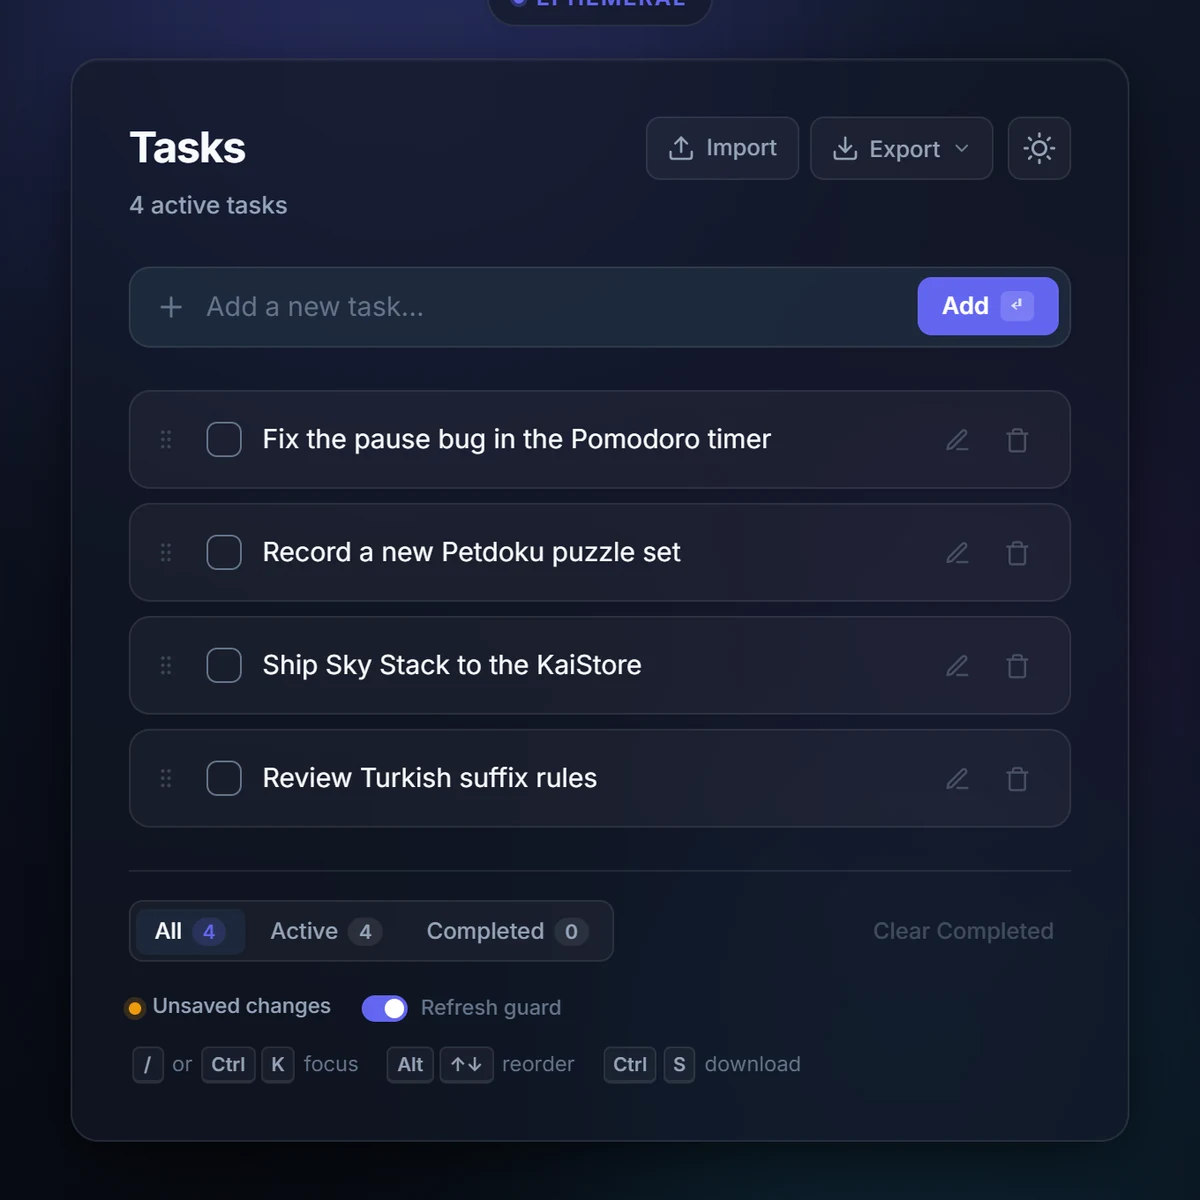 EPHEMERAL
Tasks
Import
Export
4 active tasks
Add a new task...
Add
Fix the pause bug in the Pomodoro timer
Record a new Petdoku puzzle set
Ship Sky Stack to the KaiStore
Review Turkish suffix rules
All 4 Active 4 Completed 0
Clear Completed
Unsaved changes
Refresh guard
/ or Ctrl K focus Alt ↑↓ reorder Ctrl S download